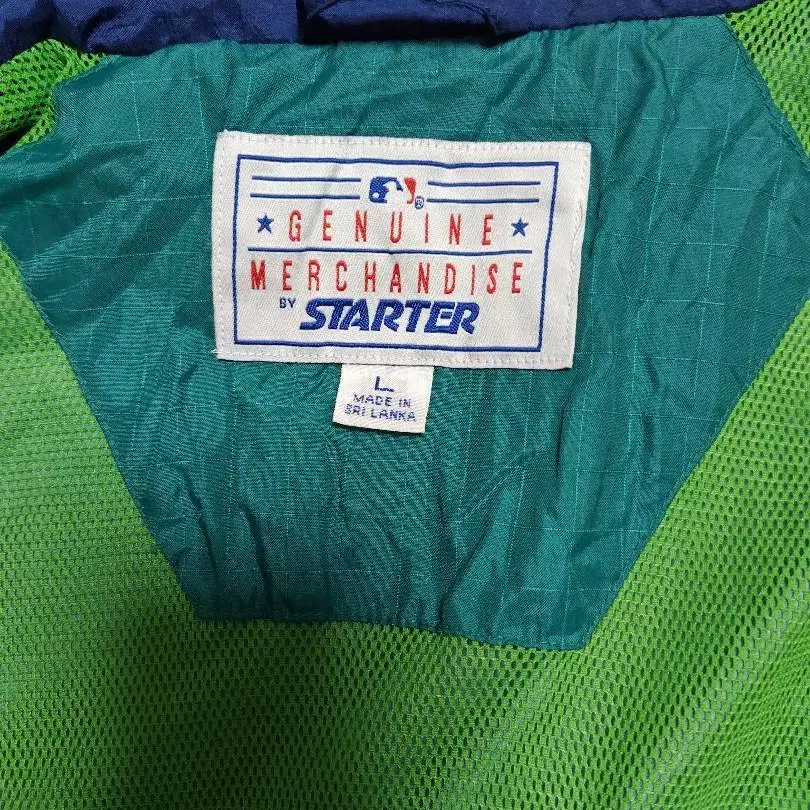 GENUINE
MERCHANDISE
BY STARTER
L
MADE IN
SRI LANKA